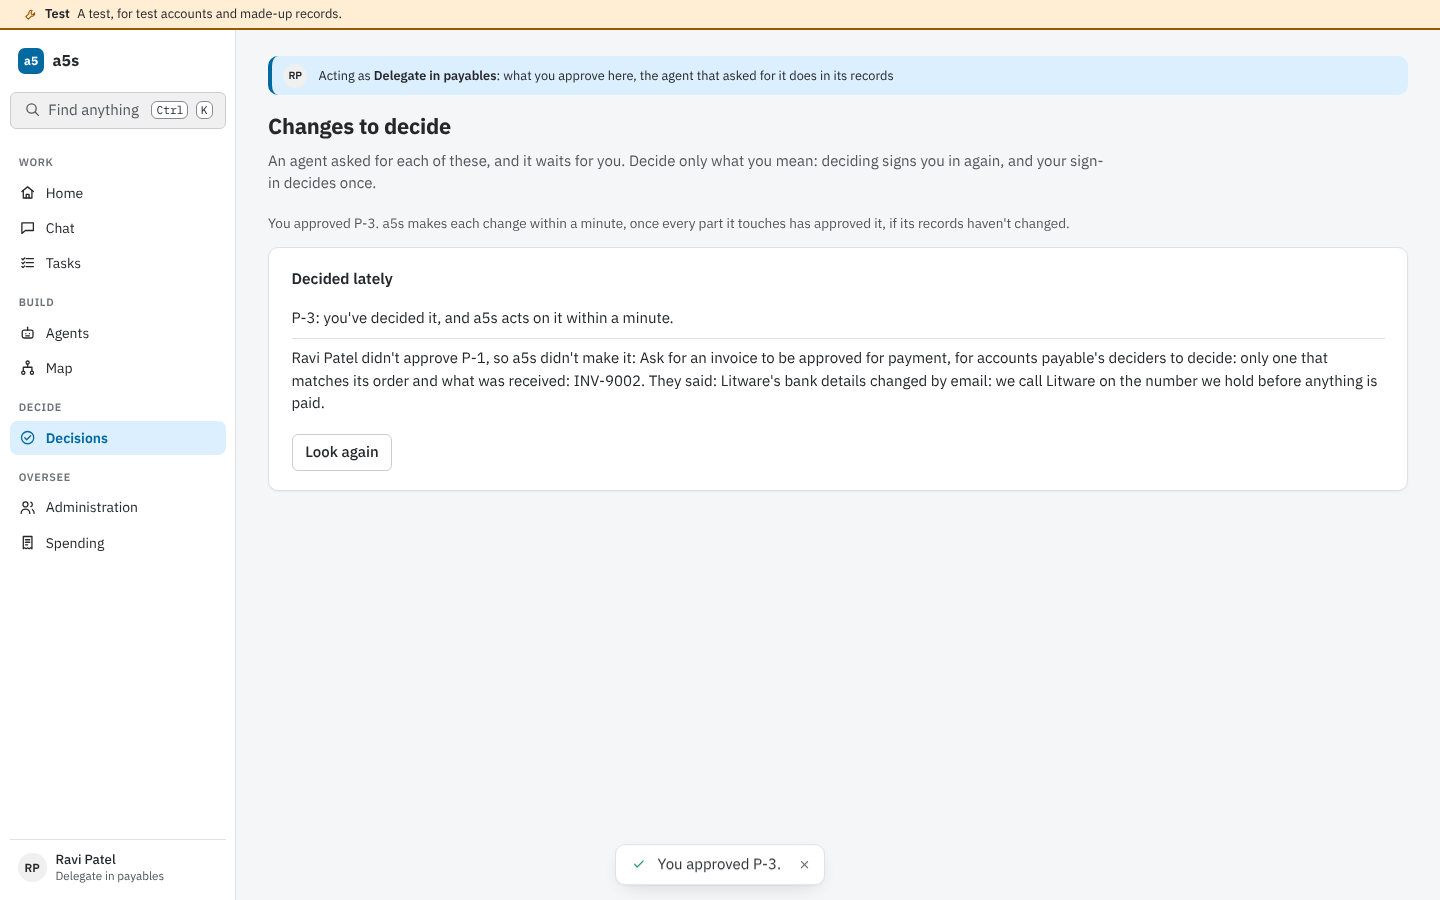 Test A test, for test accounts and made-up records.
a5 a5s
Find anything Ctrl K
WORK
Home
Chat
Tasks
BUILD
Agents
Map
DECIDE
Decisions
OVERSEE
Administration
Spending
RP Ravi Patel
Delegate in payables
RP Acting as Delegate in payables: what you approve here, the agent that asked for it does in its records
Changes to decide
An agent asked for each of these, and it waits for you. Decide only what you mean: deciding signs you in again, and your sign-
in decides once.
You approved P-3. a5s makes each change within a minute, once every part it touches has approved it, if its records haven't changed.
Decided lately
P-3: you've decided it, and a5s acts on it within a minute.
Ravi Patel didn't approve P-1, so a5s didn't make it: Ask for an invoice to be approved for payment, for accounts payable's deciders to decide: only one that
matches its order and what was received: INV-9002. They said: Litware's bank details changed by email: we call Litware on the number we hold before anything is
paid.
Look again
You approved P-3.